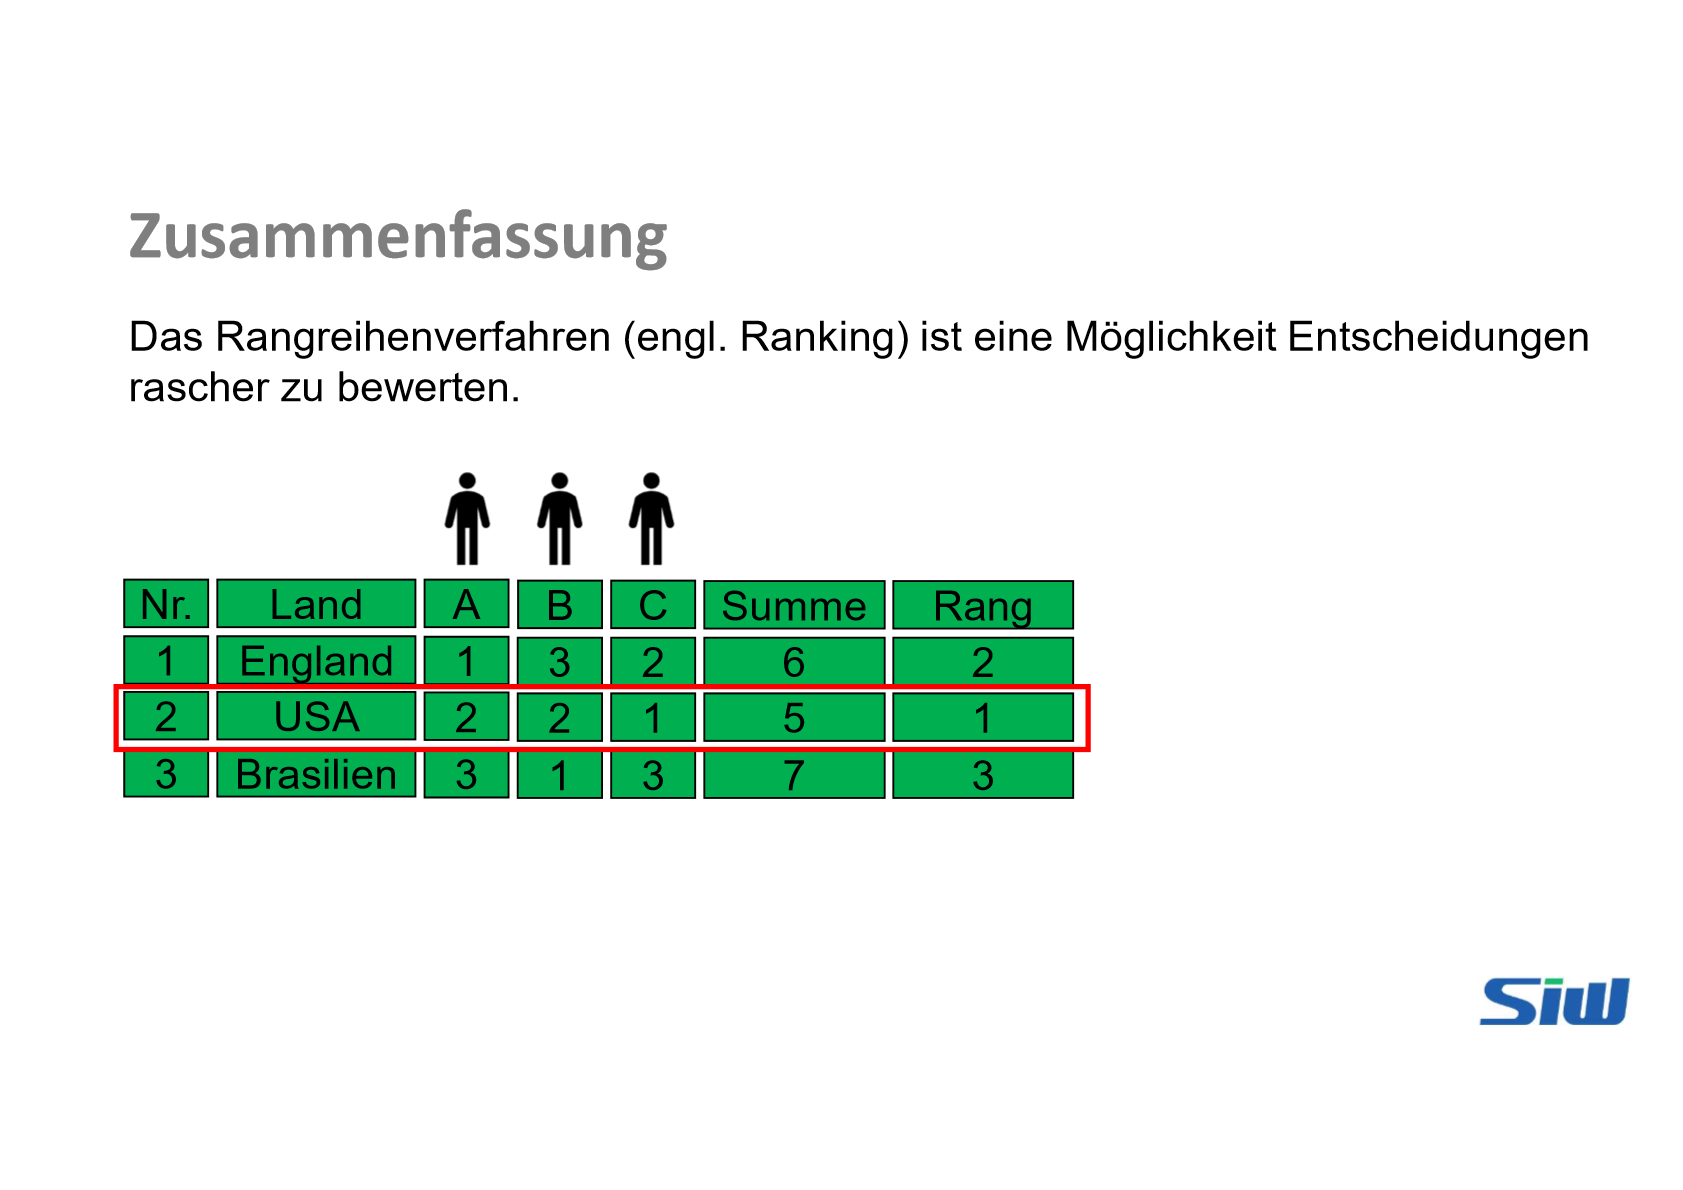 Zusammenfassung
Das Rangreihenverfahren (engl. Ranking) ist eine Möglichkeit Entscheidungen
rascher zu bewerten.
Nr. Land A B C Summe Rang
1 England 1 3 2 6 2
2 USA 2 2 1 5 1
3 Brasilien 3 1 3 7 3
Siw